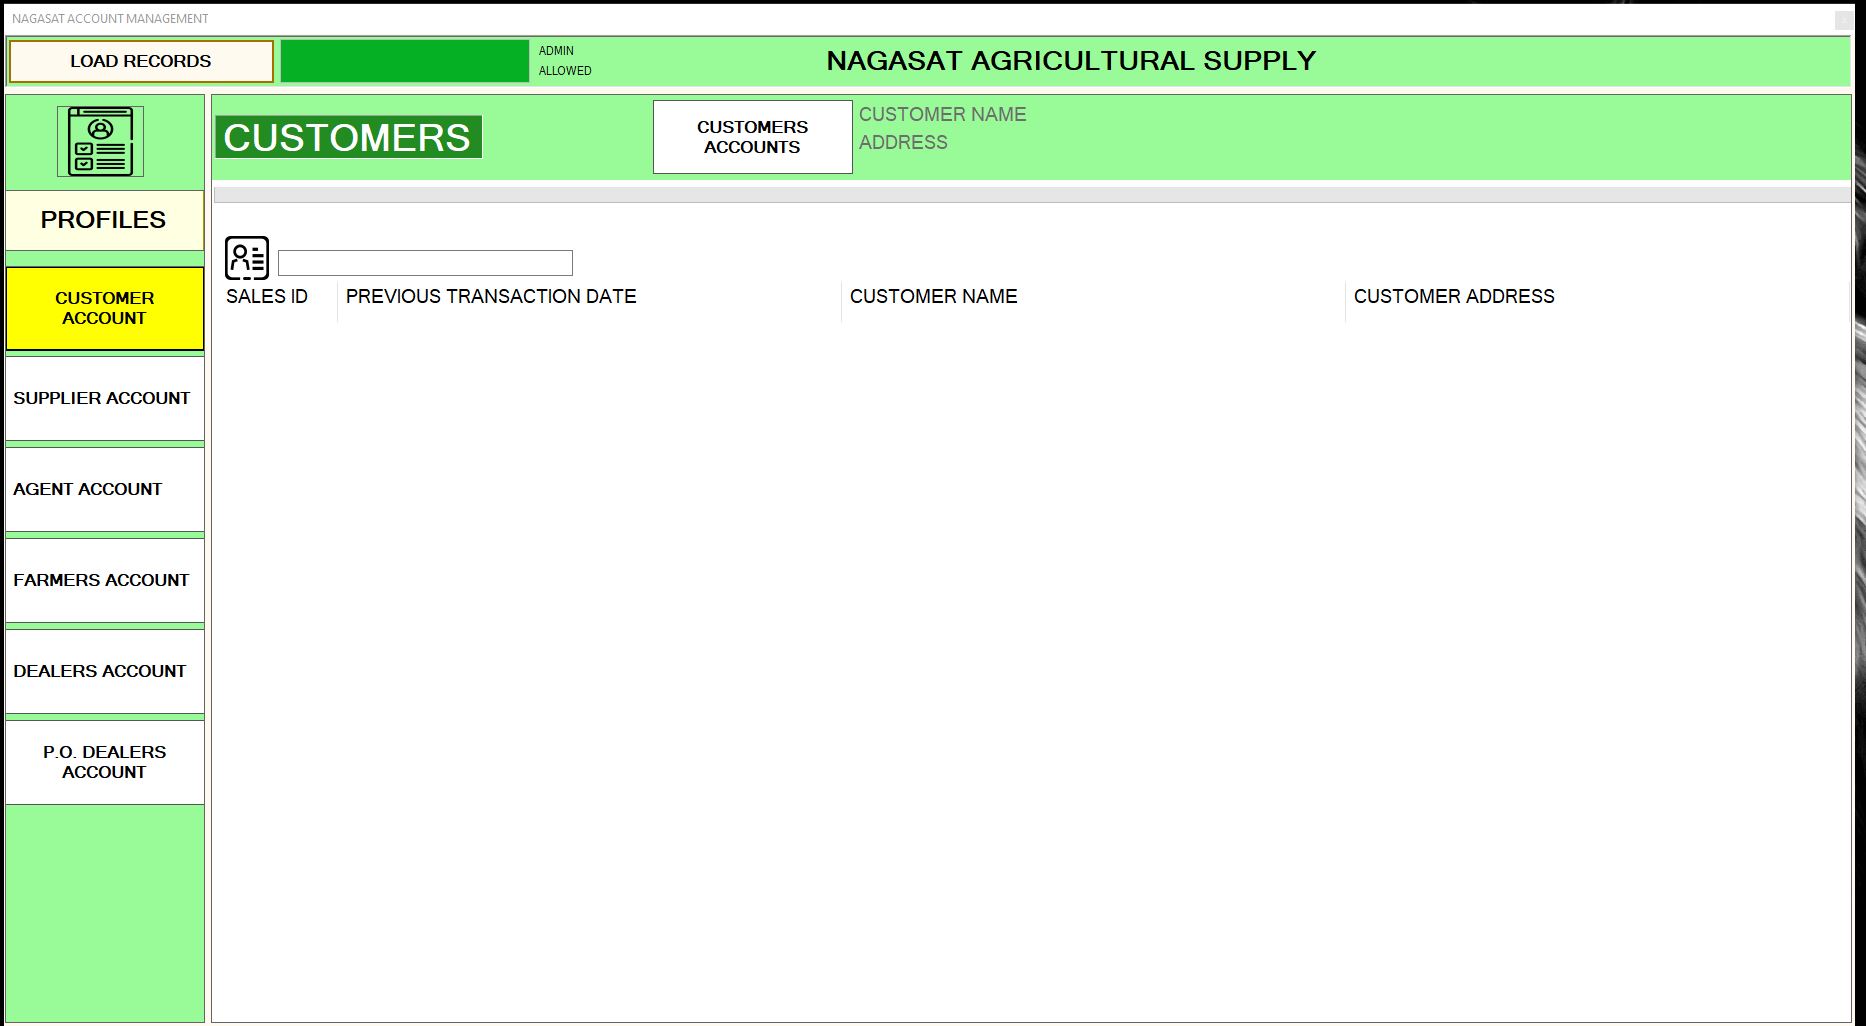 NAGASAT ACCOUNT MANAGEMENT
LOAD RECORDS
ADMIN
ALLOWED
NAGASAT AGRICULTURAL SUPPLY
PROFILES
CUSTOMER
ACCOUNT
SUPPLIER ACCOUNT
AGENT ACCOUNT
FARMERS ACCOUNT
DEALERS ACCOUNT
P.O. DEALERS
ACCOUNT
CUSTOMERS
CUSTOMERS
ACCOUNTS
CUSTOMER NAME
ADDRESS
SALES ID
PREVIOUS TRANSACTION DATE
CUSTOMER NAME
CUSTOMER ADDRESS